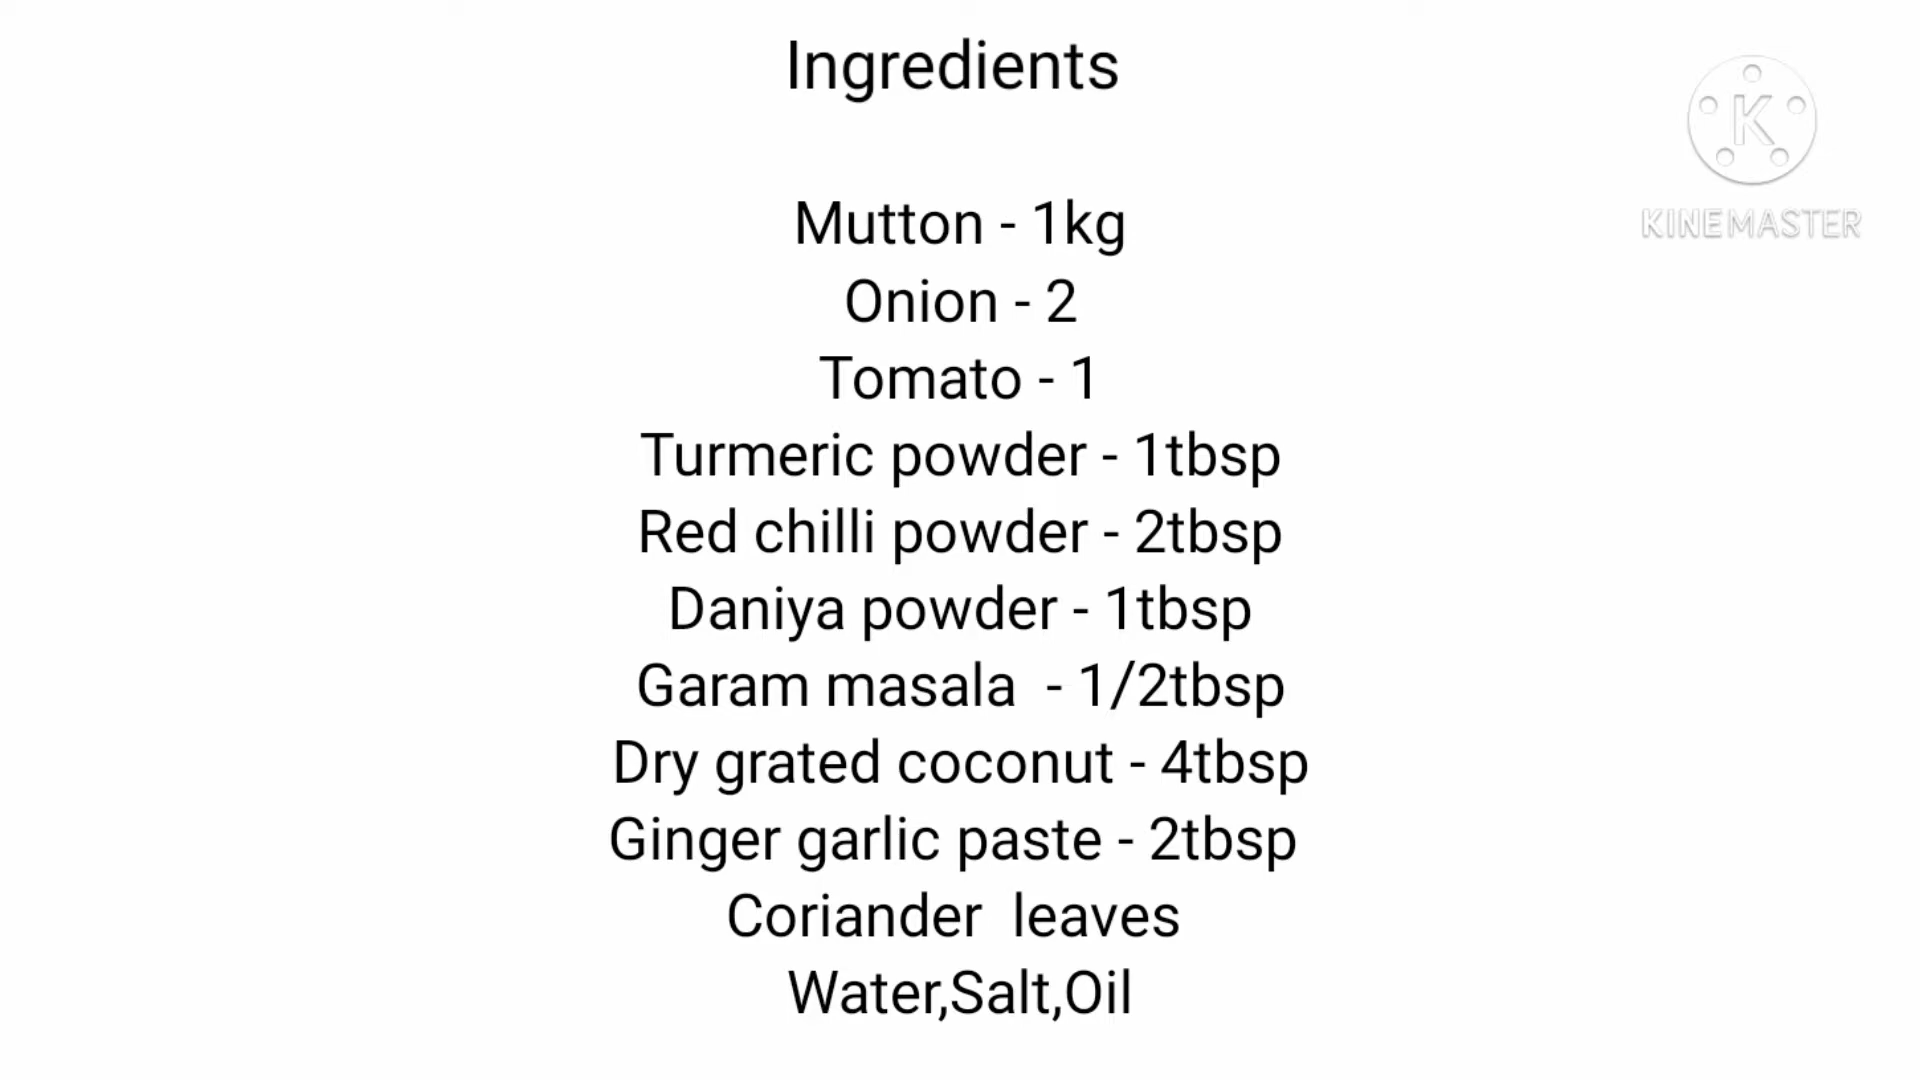 Ingredients
K
KINEMASTER
Mutton - 1kg
Onion - 2
Tomato - 1
Turmeric powder - 1tbsp
Red chilli powder - 2tbsp
Daniya powder - 1tbsp
Garam masala  - 1/2tbsp
Dry grated coconut - 4tbsp
Ginger garlic paste - 2tbsp
Coriander  leaves
Water,Salt,Oil